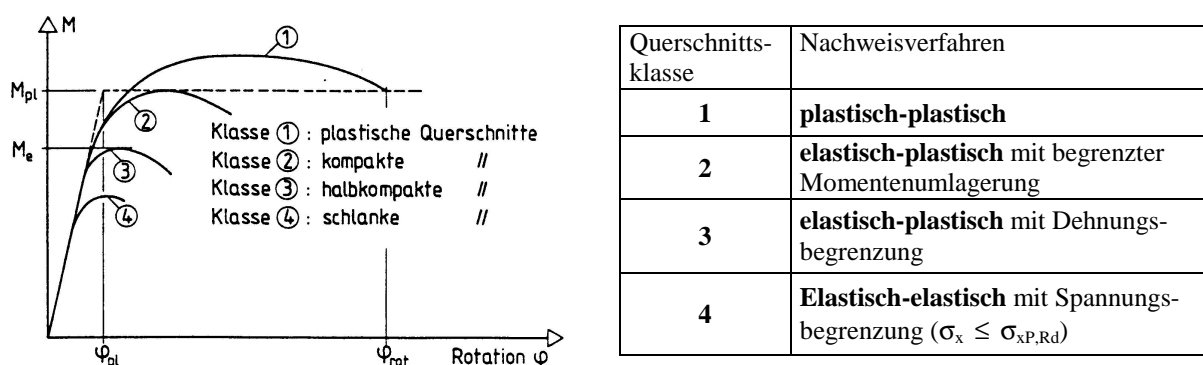 M
①
M_pl
②
Klasse ① : plastische Querschnitte
M_e
Klasse ② : kompakte "
③
Klasse ③ : halbkompakte "
④
Klasse ④ : schlanke "
φ_pl
φ_rot
Rotation φ
Querschnitts- Nachweisverfahren
klasse
1 plastisch-plastisch
2 elastisch-plastisch mit begrenzter
Momentenumlagerung
3 elastisch-plastisch mit Dehnungs-
begrenzung
4 Elastisch-elastisch mit Spannungs-
begrenzung (σx ≤ σxP,Rd)